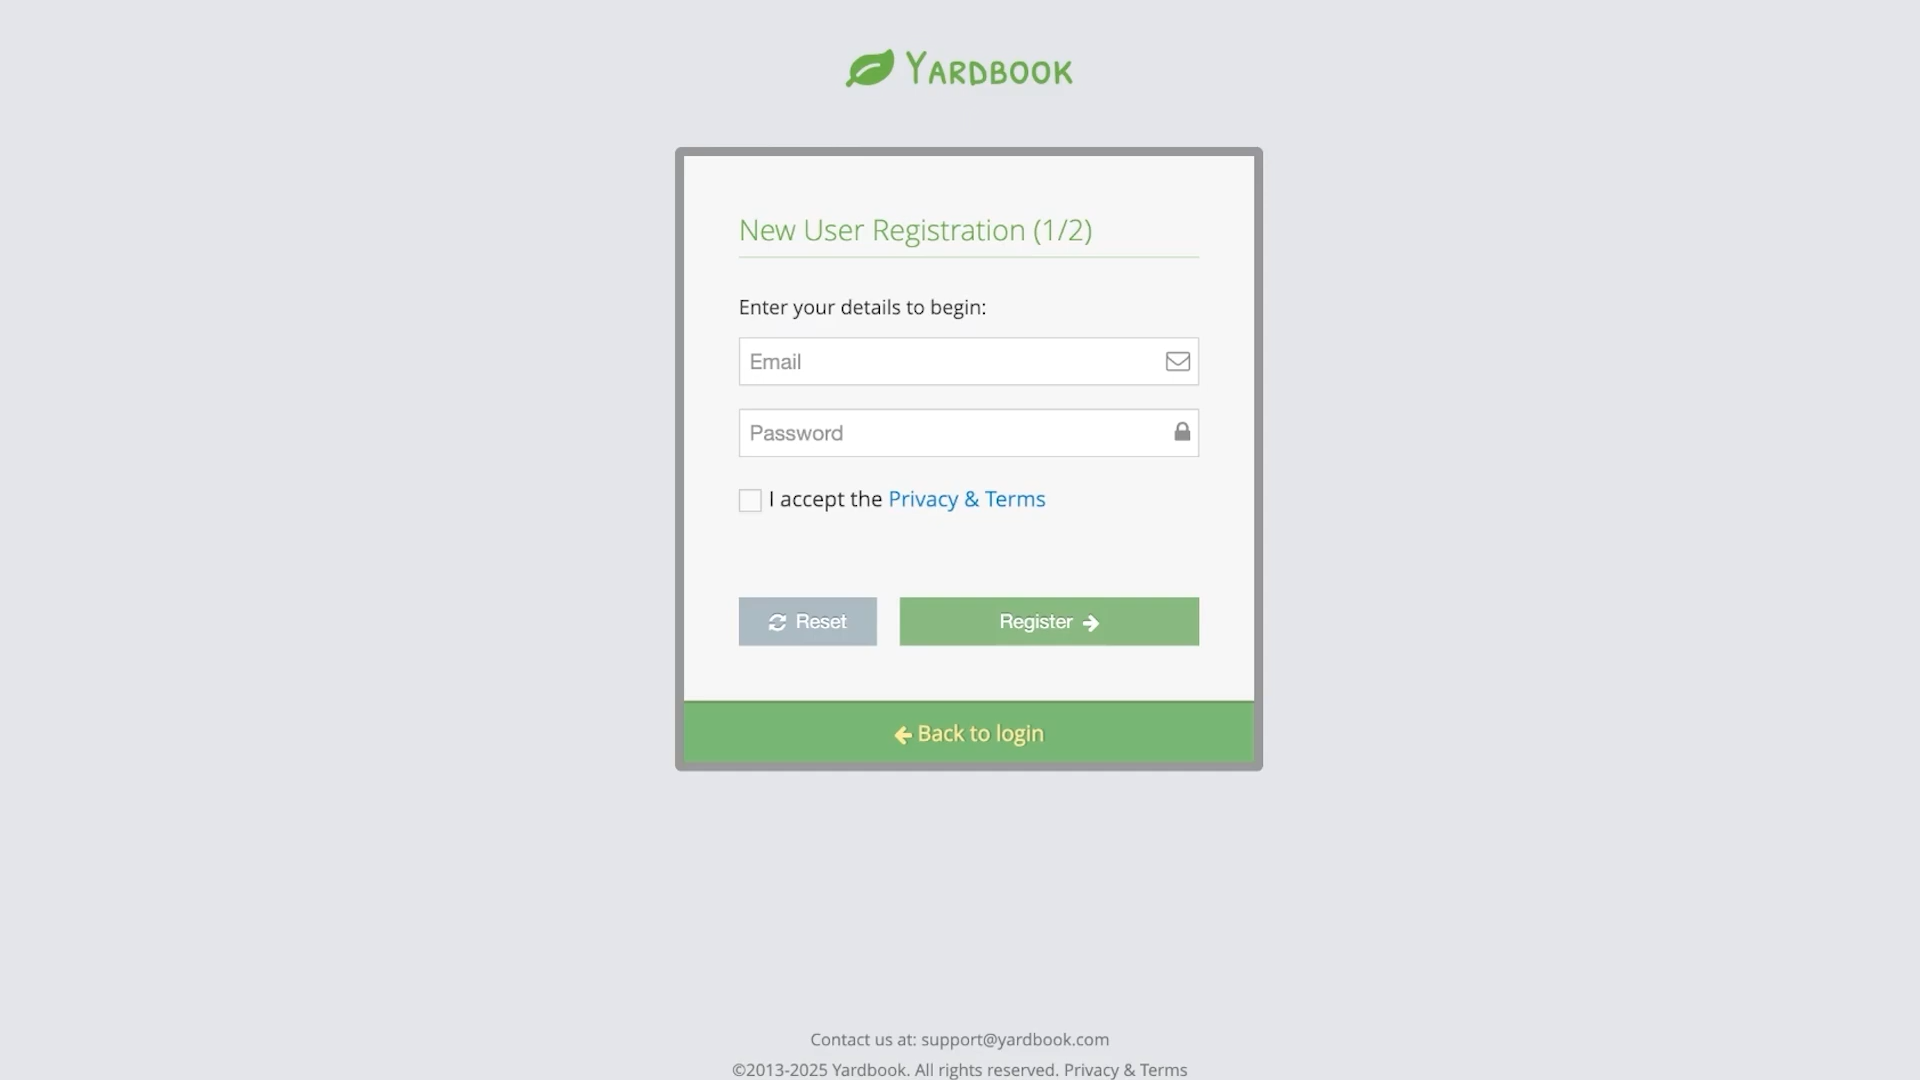 YARDBOOK
New User Registration (1/2)
Enter your details to begin:
Email
Password
I accept the Privacy & Terms
Reset
Register
Back to login
Contact us at: support@yardbook.com
©2013-2025 Yardbook. All rights reserved. Privacy & Terms